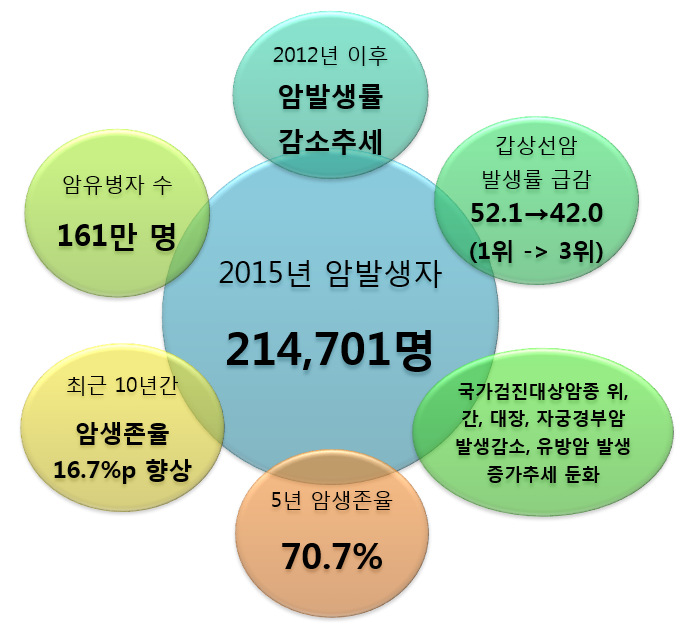 2012년 이후
암발생률
감소추세
갑상선암
발생률 급감
52.1→42.0
(1위 -> 3위)
암유병자 수
161만 명
2015년 암발생자
214,701명
국가검진대상암종 위,
간, 대장, 자궁경부암
발생감소, 유방암 발생
증가추세 둔화
최근 10년간
암생존율
16.7%p 향상
5년 암생존율
70.7%